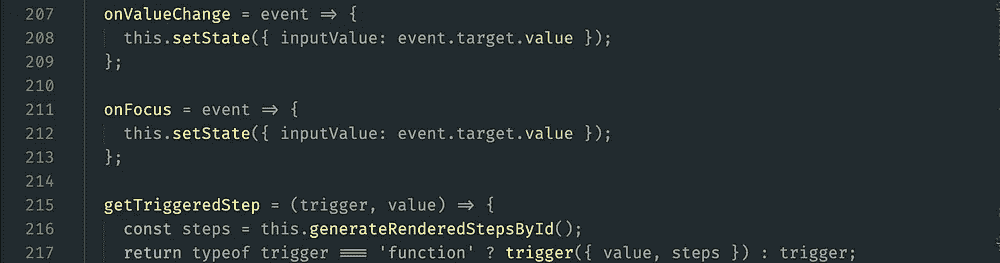 207 onValueChange = event => {
208 this.setState({ inputValue: event.target.value });
209 };
210
211 onFocus = event => {
212 this.setState({ inputValue: event.target.value });
213 };
214
215 getTriggeredStep = (trigger, value) => {
216 const steps = this.generateRenderedStepsById();
217 return typeof trigger === 'function' ? trigger({ value, steps }) : trigger;